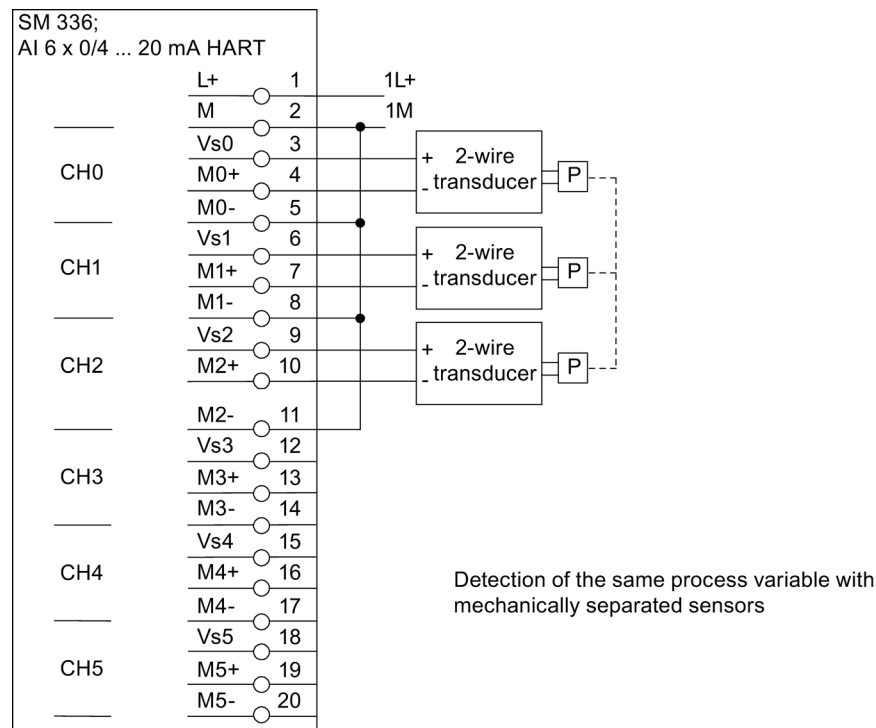 SM 336;
AI 6 x 0/4 ... 20 mA HART
L+ 1 1L+
M 2 1M
Vs0 3
CH0 M0+ 4
M0- 5
+ 2-wire
- transducer P
Vs1 6
CH1 M1+ 7
M1- 8
+ 2-wire
- transducer P
Vs2 9
CH2 M2+ 10
M2- 11
+ 2-wire
- transducer P
Vs3 12
CH3 M3+ 13
M3- 14
Vs4 15
CH4 M4+ 16
M4- 17
Vs5 18
CH5 M5+ 19
M5- 20
Detection of the same process variable with
mechanically separated sensors